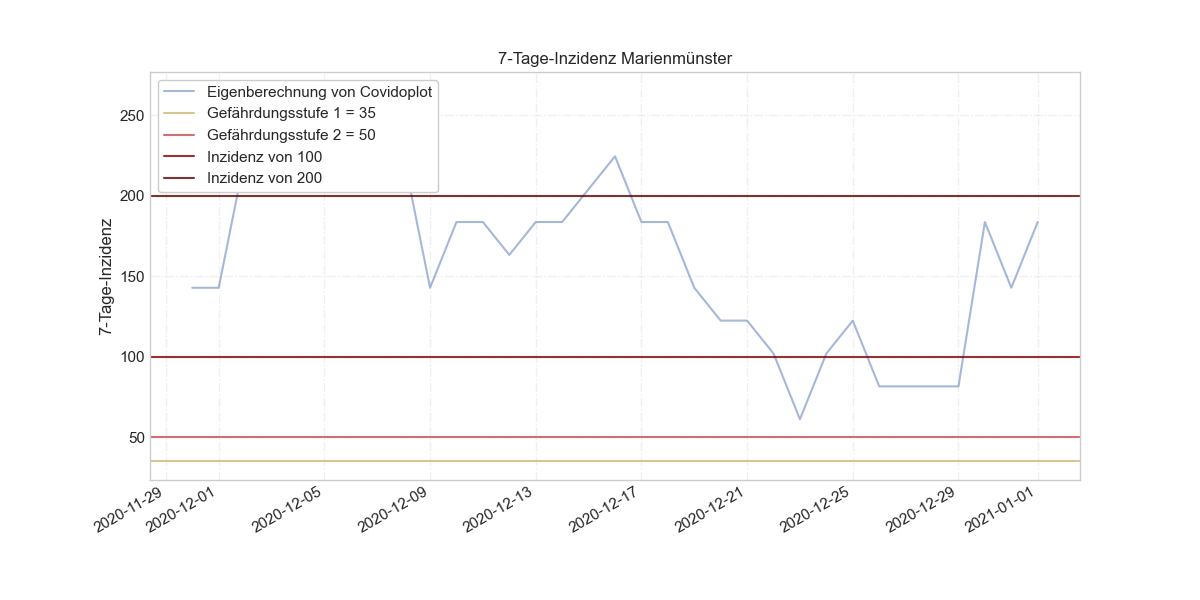 7-Tage-Inzidenz Marienmünster
Eigenberechnung von Covidoplot
Gefährdungsstufe 1 = 35
Gefährdungsstufe 2 = 50
Inzidenz von 100
Inzidenz von 200
7-Tage-Inzidenz
250
200
150
100
50
2020-11-29
2020-12-01
2020-12-05
2020-12-09
2020-12-13
2020-12-17
2020-12-21
2020-12-25
2020-12-29
2021-01-01